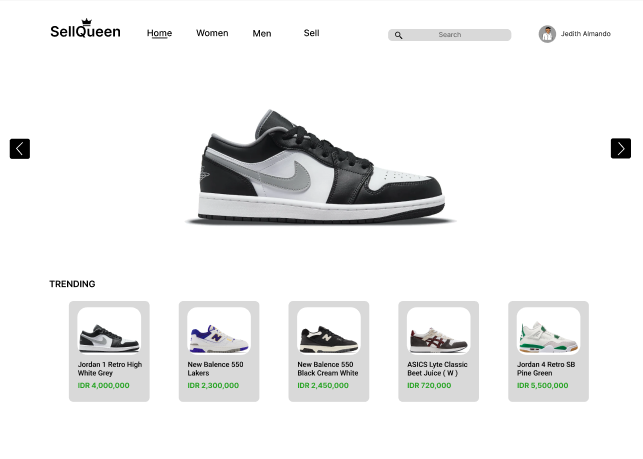 SellQueen
Home Women Men Sell
Search
Jedith Almando
TRENDING
Jordan 1 Retro High
White Grey
IDR 4,000,000
New Balence 550
Lakers
IDR 2,300,000
New Balence 550
Black Cream White
IDR 2,450,000
ASICS Lyte Classic
Beet Juice ( W )
IDR 720,000
Jordan 4 Retro SB
Pine Green
IDR 5,500,000